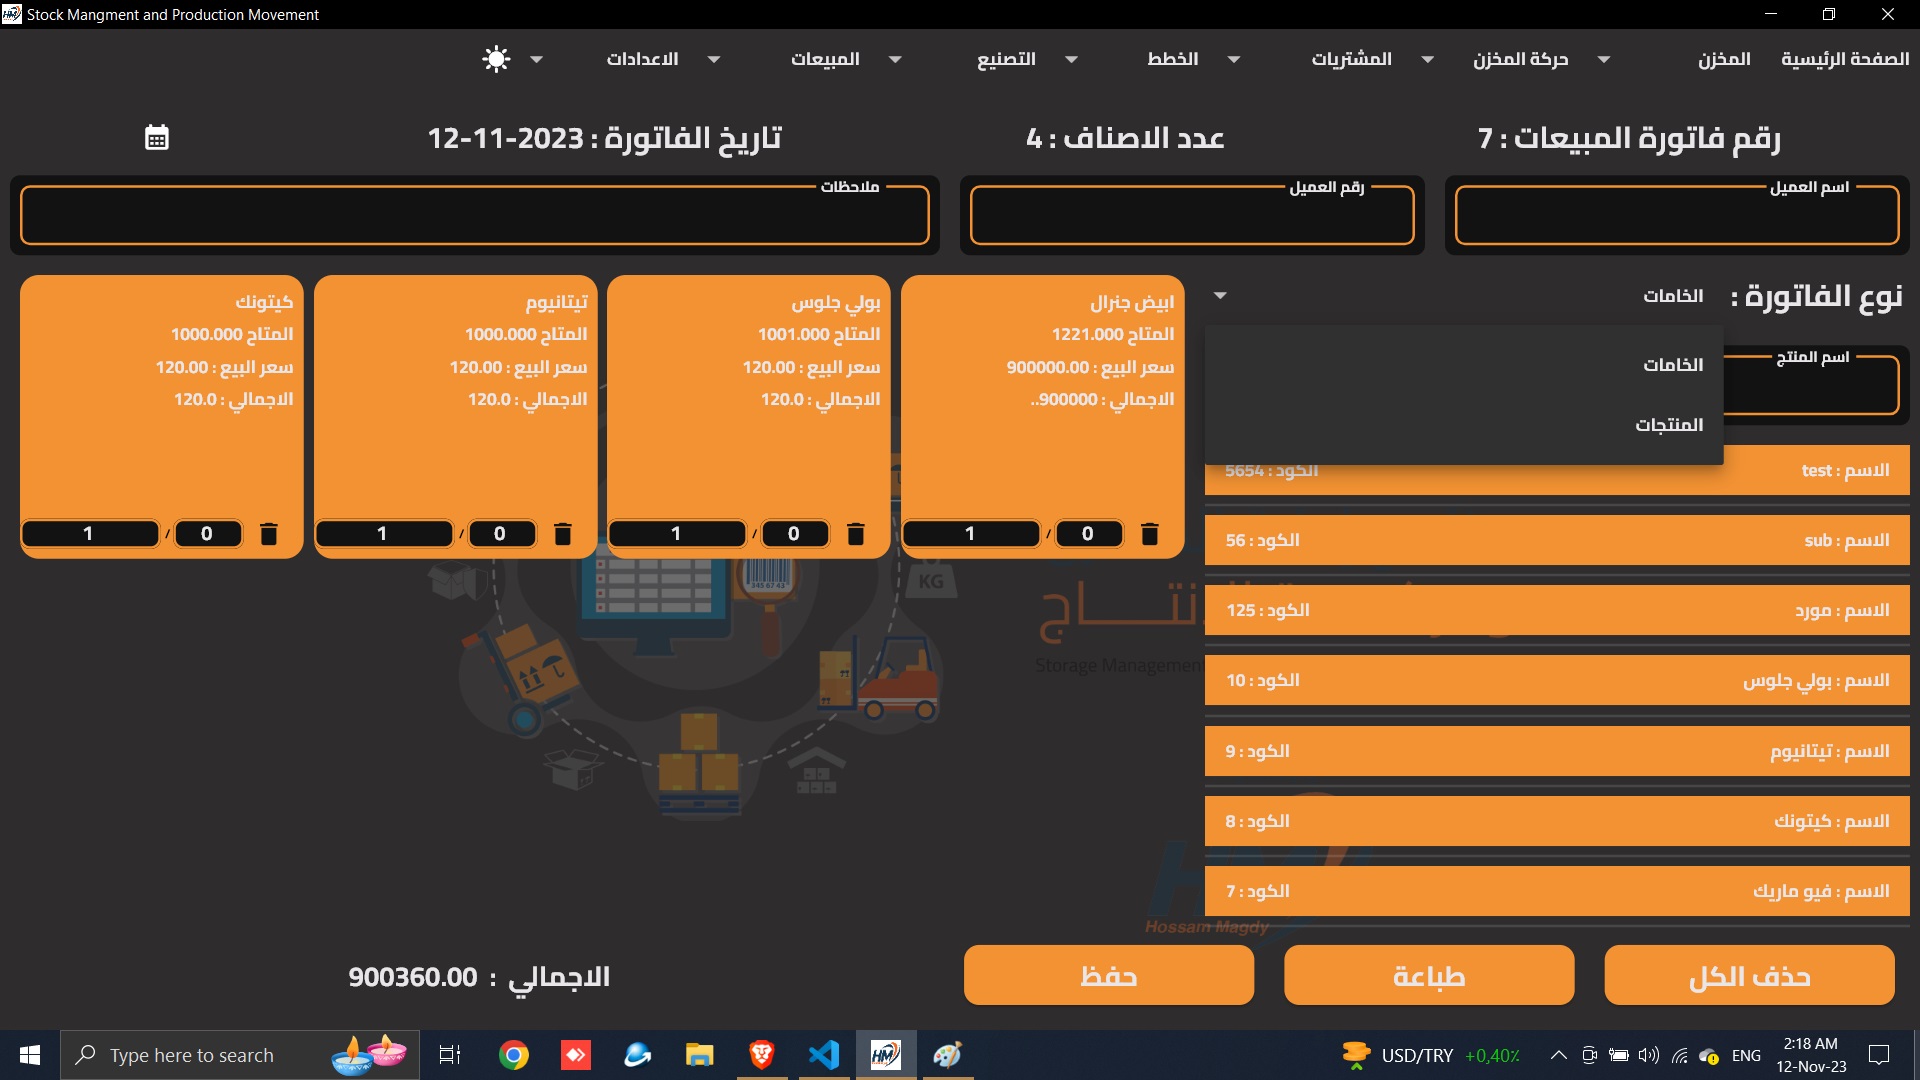 Stock Mangment and Production Movement
الصفحة الرئيسية
المخزن
حركة المخزن
المشتريات
الخطط
التصنيع
المبيعات
الاعدادات
رقم فاتورة المبيعات : 7
عدد الاصناف : 4
تاريخ الفاتورة : 2023-11-12
اسم العميل
رقم العميل
ملاحظات
نوع الفاتورة :
الخامات
الخامات
المنتجات
اسم المنتج
الاسم : test
الكود : 5654
الاسم : sub
الكود : 56
الاسم : مورد
الكود : 125
الاسم : بولي جلوس
الكود : 10
الاسم : تيتانيوم
الكود : 9
الاسم : كيتونك
الكود : 8
الاسم : فيو ماريك
الكود : 7
ابيض جنرال
المتاح 1221.000
سعر البيع : 900000.00
الاجمالي : 900000..
1 / 0
بولي جلوس
المتاح 1001.000
سعر البيع : 120.00
الاجمالي : 120.0
1 / 0
تيتانيوم
المتاح 1000.000
سعر البيع : 120.00
الاجمالي : 120.0
1 / 0
كيتونك
المتاح 1000.000
سعر البيع : 120.00
الاجمالي : 120.0
1 / 0
KG
345 67 43
Storage Management
Hossam Magdy
حذف الكل
طباعة
حفظ
الاجمالي : 900360.00
Type here to search
HM
USD/TRY +0,40%
ENG
2:18 AM
12-Nov-23